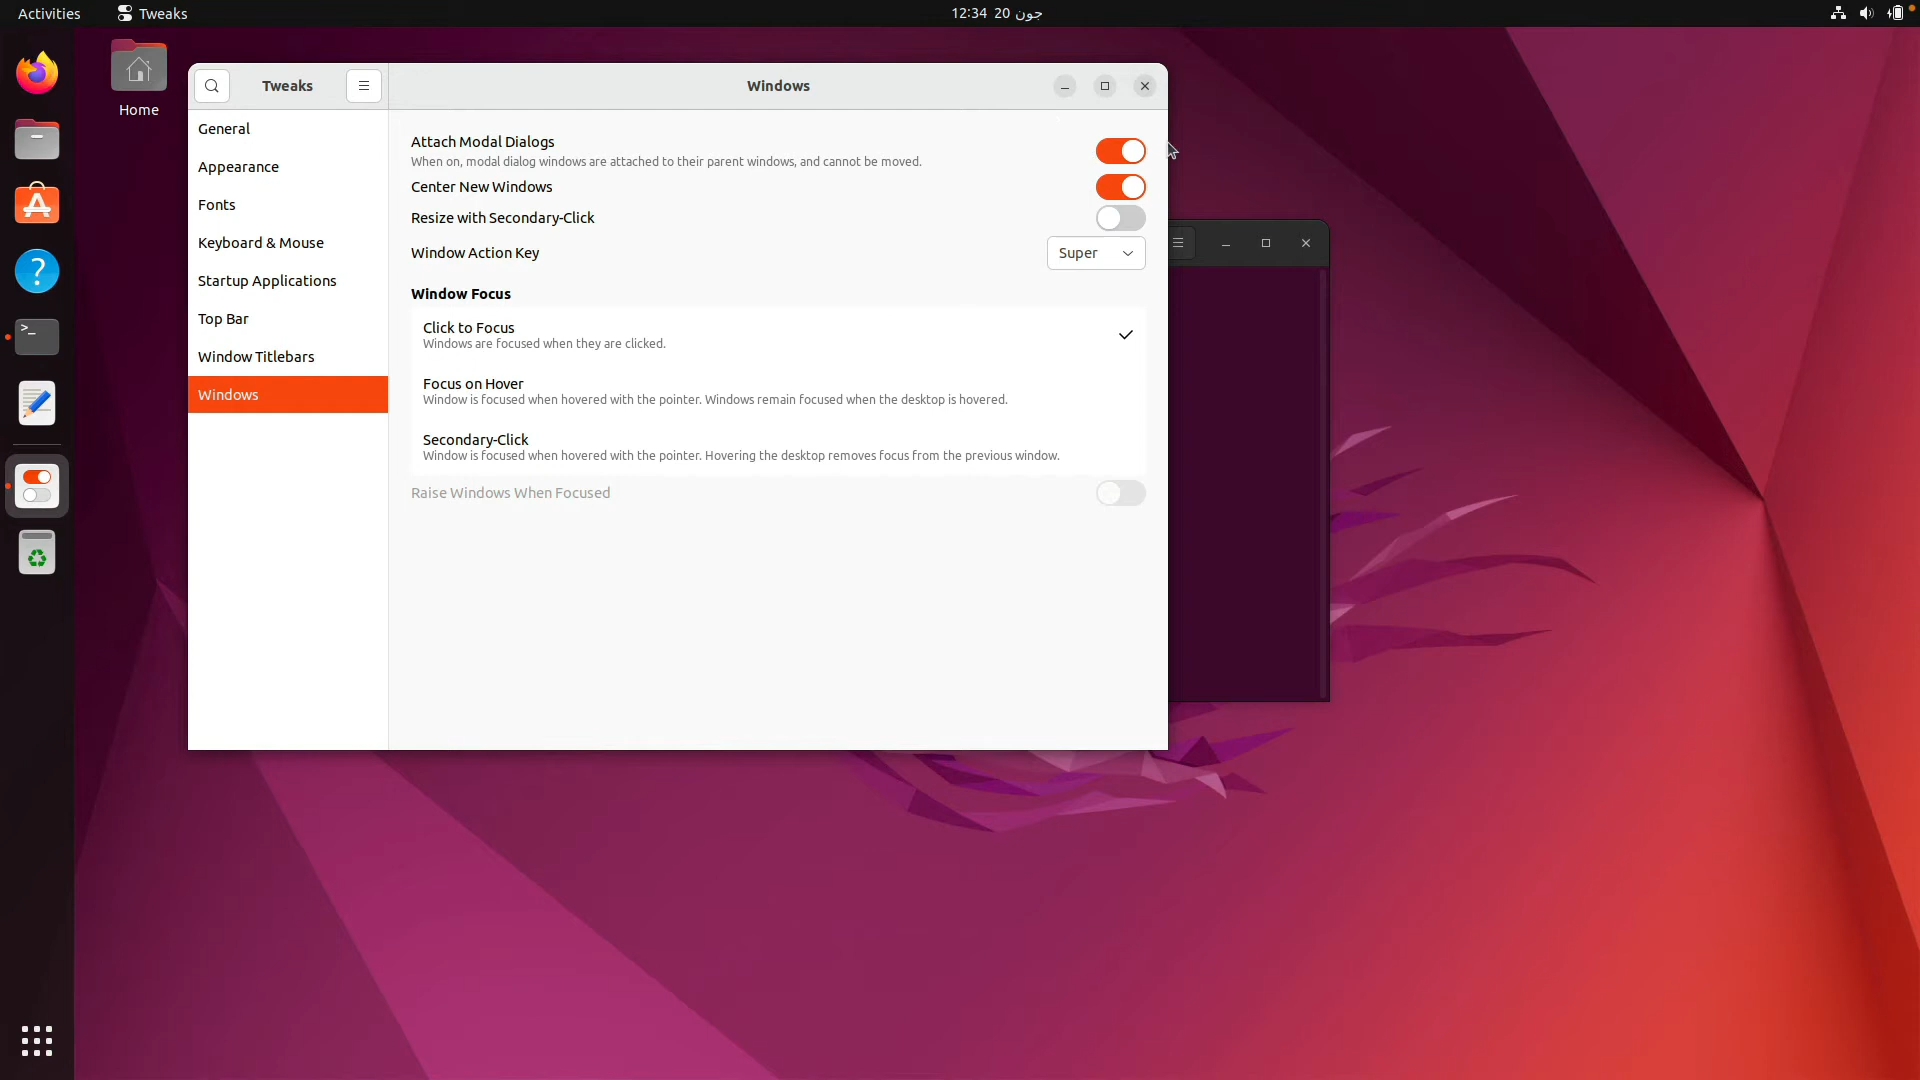 Activities
Tweaks
12:34 20 جون
Home
Tweaks
Windows
General
Appearance
Fonts
Keyboard & Mouse
Startup Applications
Top Bar
Window Titlebars
Windows
Attach Modal Dialogs
When on, modal dialog windows are attached to their parent windows, and cannot be moved.
Center New Windows
Resize with Secondary-Click
Window Action Key
Super
Window Focus
Click to Focus
Windows are focused when they are clicked.
Focus on Hover
Window is focused when hovered with the pointer. Windows remain focused when the desktop is hovered.
Secondary-Click
Window is focused when hovered with the pointer. Hovering the desktop removes focus from the previous window.
Raise Windows When Focused